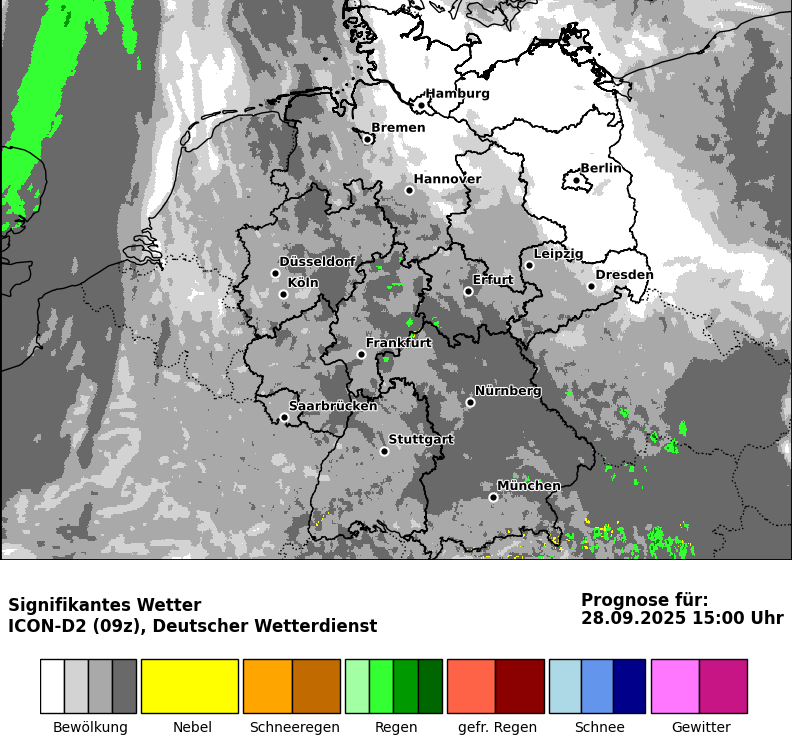 Hamburg
Bremen
Berlin
Hannover
Leipzig
Düsseldorf
Dresden
Köln
Erfurt
Frankfurt
Nürnberg
Saarbrücken
Stuttgart
München
Signifikantes Wetter
ICON-D2 (09z), Deutscher Wetterdienst
Prognose für:
28.09.2025 15:00 Uhr
Bewölkung
Nebel
Schneeregen
Regen
gefr. Regen
Schnee
Gewitter